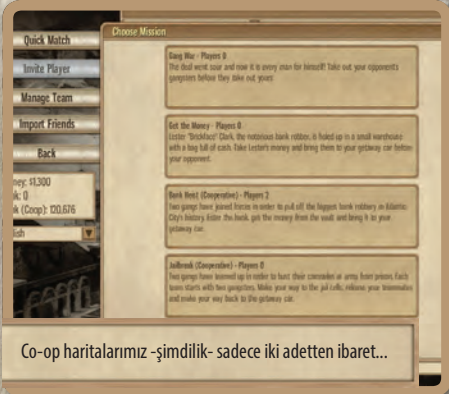 Quick Match
Invite Player
Manage Team
Import Friends
Back
ney: $1,300
k: 0
k (Coop): 120,676
lish
Choose Mission
Gang War - Players 0
The deal went sour and now it is every man for himself! Take out your opponent's
gangsters before they take out yours
Get the Money - Players 0
Lester "Brickface" Clark, the notorious bank robber, is holed up in a small warehouse
with a bag full of cash. Take Lester's money and bring them to your getaway car before
your opponent.
Bank Heist (Cooperative) - Players 2
Two gangs have joined forces in order to pull off the biggest bank robbery in Atlantic
City's history. Enter the bank, get the money from the vault and bring it to your
getaway car.
Jailbreak (Cooperative) - Players 0
Two gangs have teamed up in order to bust their comrades in army from prison. Each
team starts with two gangsters. Make your way to the jail cells, release your teammates
and make your way back to the getaway car.
Co-op haritalarımız -şimdilik- sadece iki adetten ibaret...